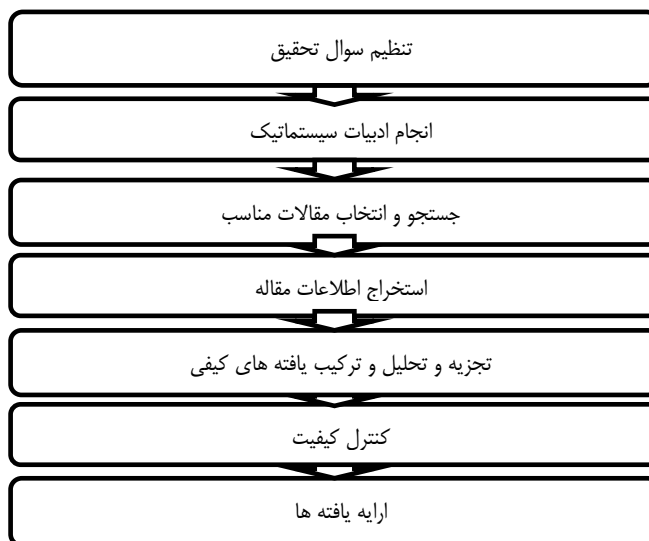 تنظیم سوال تحقیق
انجام ادبیات سیستماتیک
جستجو و انتخاب مقالات مناسب
استخراج اطلاعات مقاله
تجزیه و تحلیل و ترکیب یافته های کیفی
کنترل کیفیت
ارایه یافته ها